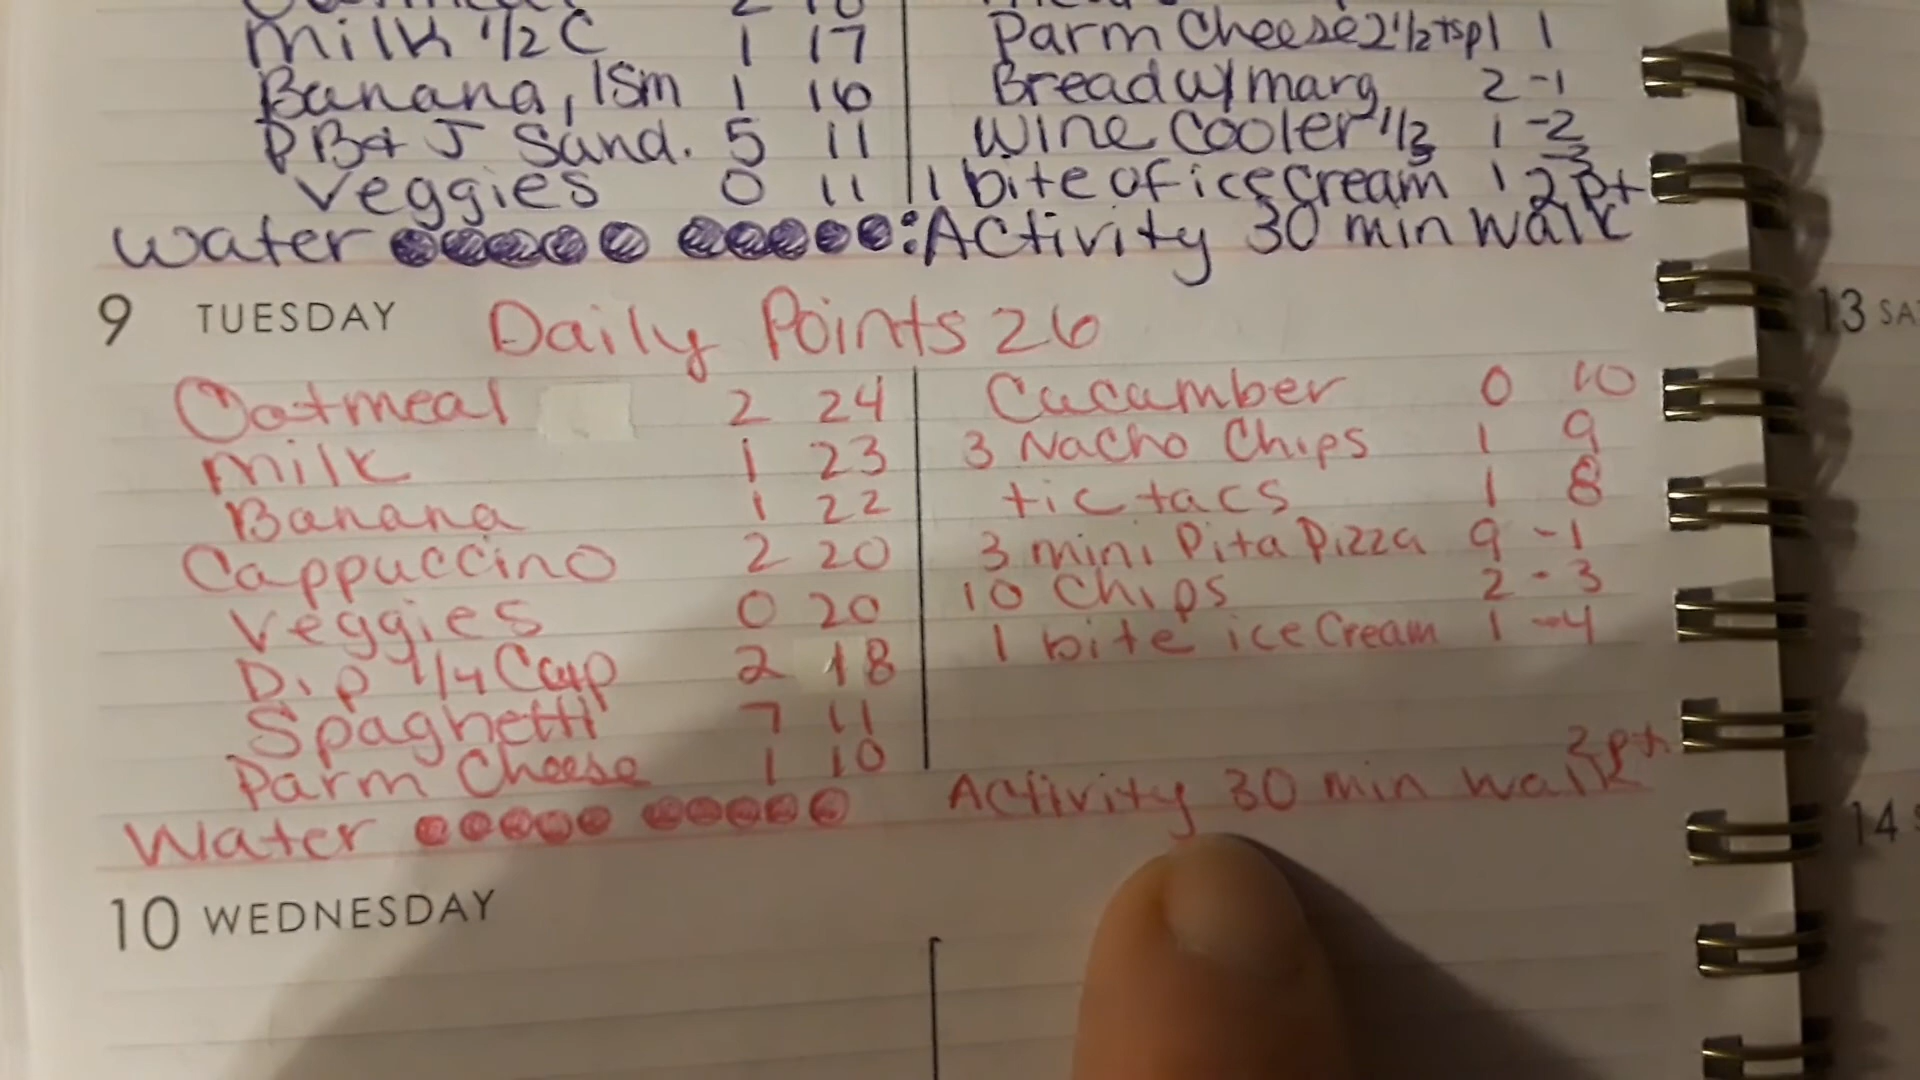 Milk 1/2 C 1 17
Banana, 1sm 1 16
PB & J Sand. 5 11
Veggies 0 11
Parm Cheese 2 1/2 tsp 1 1
Bread w/ marg. 2 -1
Wine Cooler 1/3 1 -2
1 bite of ice cream 1 -3
2 pt
Water
Activity 30 min walk
9 TUESDAY Daily Points 26
Oatmeal 2 24
Milk 1 23
Banana 1 22
Cappuccino 2 20
Veggies 0 20
Dip 1/4 Cup 2 18
Spaghetti 7 11
Parm Cheese 1 10
Cucumber 0 10
3 Nacho Chips 1 9
tic tacs 1 8
3 mini Pita Pizza 9 -1
10 Chips 2 -3
1 bite ice Cream 1 -4
2pt
Water
Activity 30 min walk
10 WEDNESDAY
13 SA
14